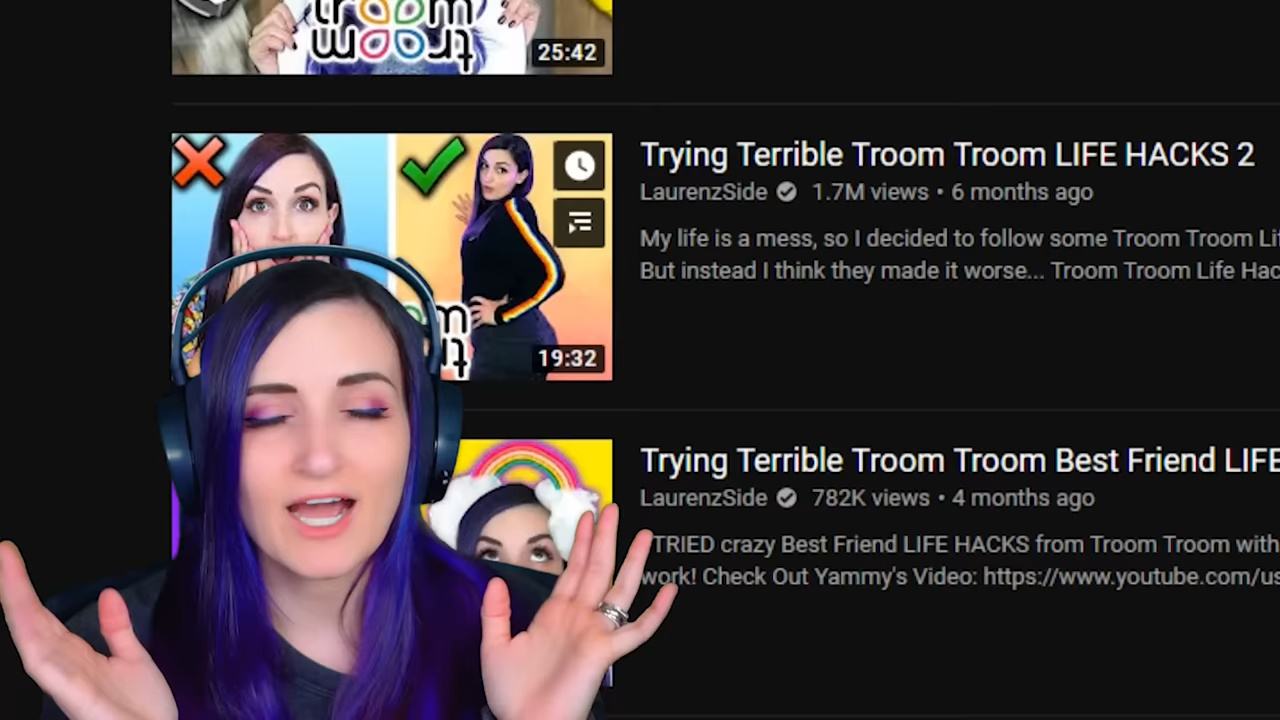 troom
troom
25:42
Trying Terrible Troom Troom LIFE HACKS 2
LaurenzSide 1.7M views • 6 months ago
My life is a mess, so I decided to follow some Troom Troom
But instead I think they made it worse... Troom Troom Life
19:32
Trying Terrible Troom Troom Best Friend LIFE
LaurenzSide 782K views • 4 months ago
TRIED crazy Best Friend LIFE HACKS from Troom Troom with
work! Check Out Yammy's Video: https://www.youtube.com/us